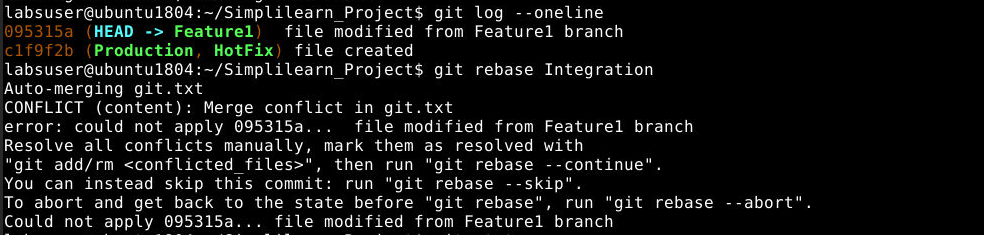 labsuser@ubuntu1804:~/Simplilearn_Project$ git log --oneline
095315a (HEAD -> Feature1)  file modified from Feature1 branch
c1f9f2b (Production, HotFix) file created
labsuser@ubuntu1804:~/Simplilearn_Project$ git rebase Integration
Auto-merging git.txt
CONFLICT (content): Merge conflict in git.txt
error: could not apply 095315a...  file modified from Feature1 branch
Resolve all conflicts manually, mark them as resolved with
"git add/rm <conflicted_files>", then run "git rebase --continue".
You can instead skip this commit: run "git rebase --skip".
To abort and get back to the state before "git rebase", run "git rebase --abort".
Could not apply 095315a... file modified from Feature1 branch